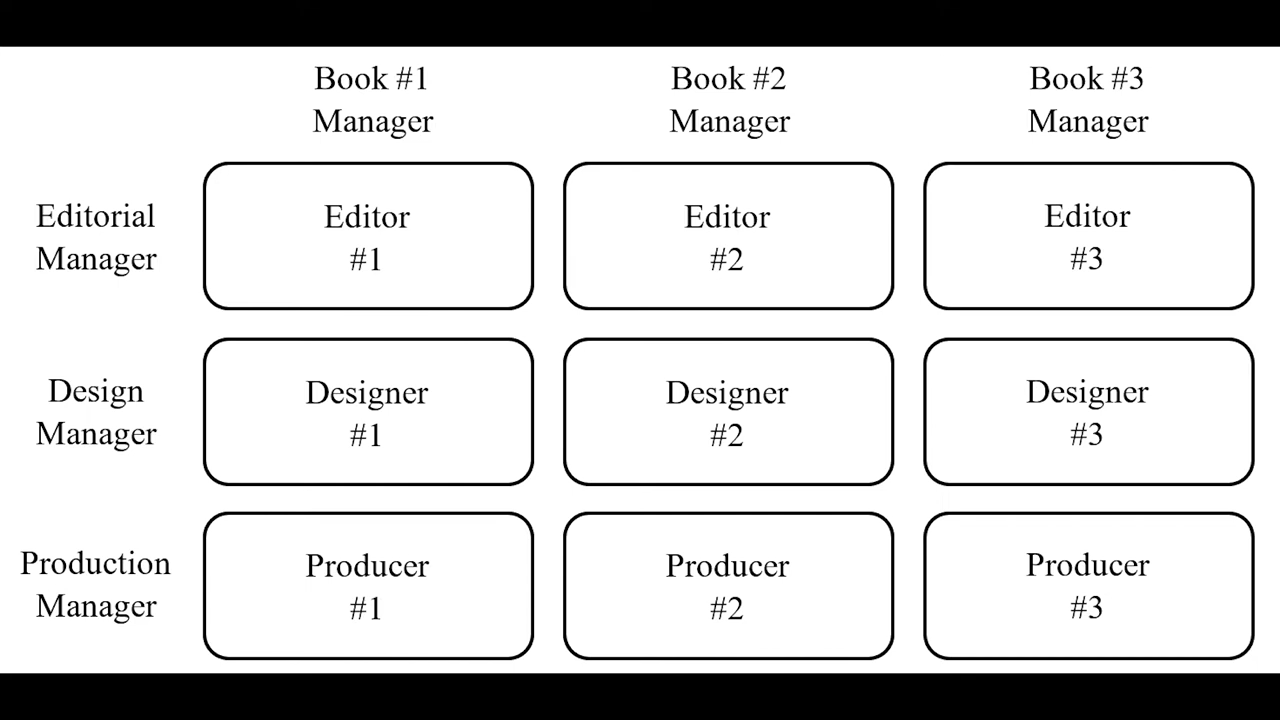 Book #1
Manager
Book #2
Manager
Book #3
Manager
Editorial
Manager
Editor
#1
Editor
#2
Editor
#3
Design
Manager
Designer
#1
Designer
#2
Designer
#3
Production
Manager
Producer
#1
Producer
#2
Producer
#3